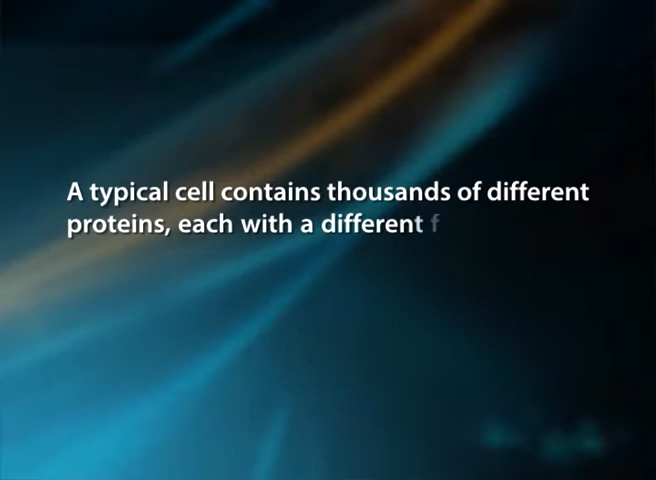 A typical cell contains thousands of different
proteins, each with a different f